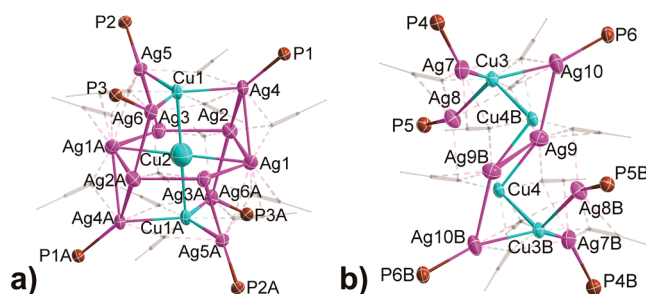 P2
P1
Ag5
Cu1
Ag4
P3
Ag6
Ag3
Ag2
Ag1A
Cu2
Ag1
Ag2A
Ag3A
Ag6A
Ag4A
P3A
Cu1A
P1A
Ag5A
P2A
a)
P4
P6
Cu3
Ag7
Ag10
Ag8
P5
Cu4B
Ag9
Ag9B
P5B
Cu4
Ag8B
Ag10B
Cu3B
Ag7B
P6B
P4B
b)